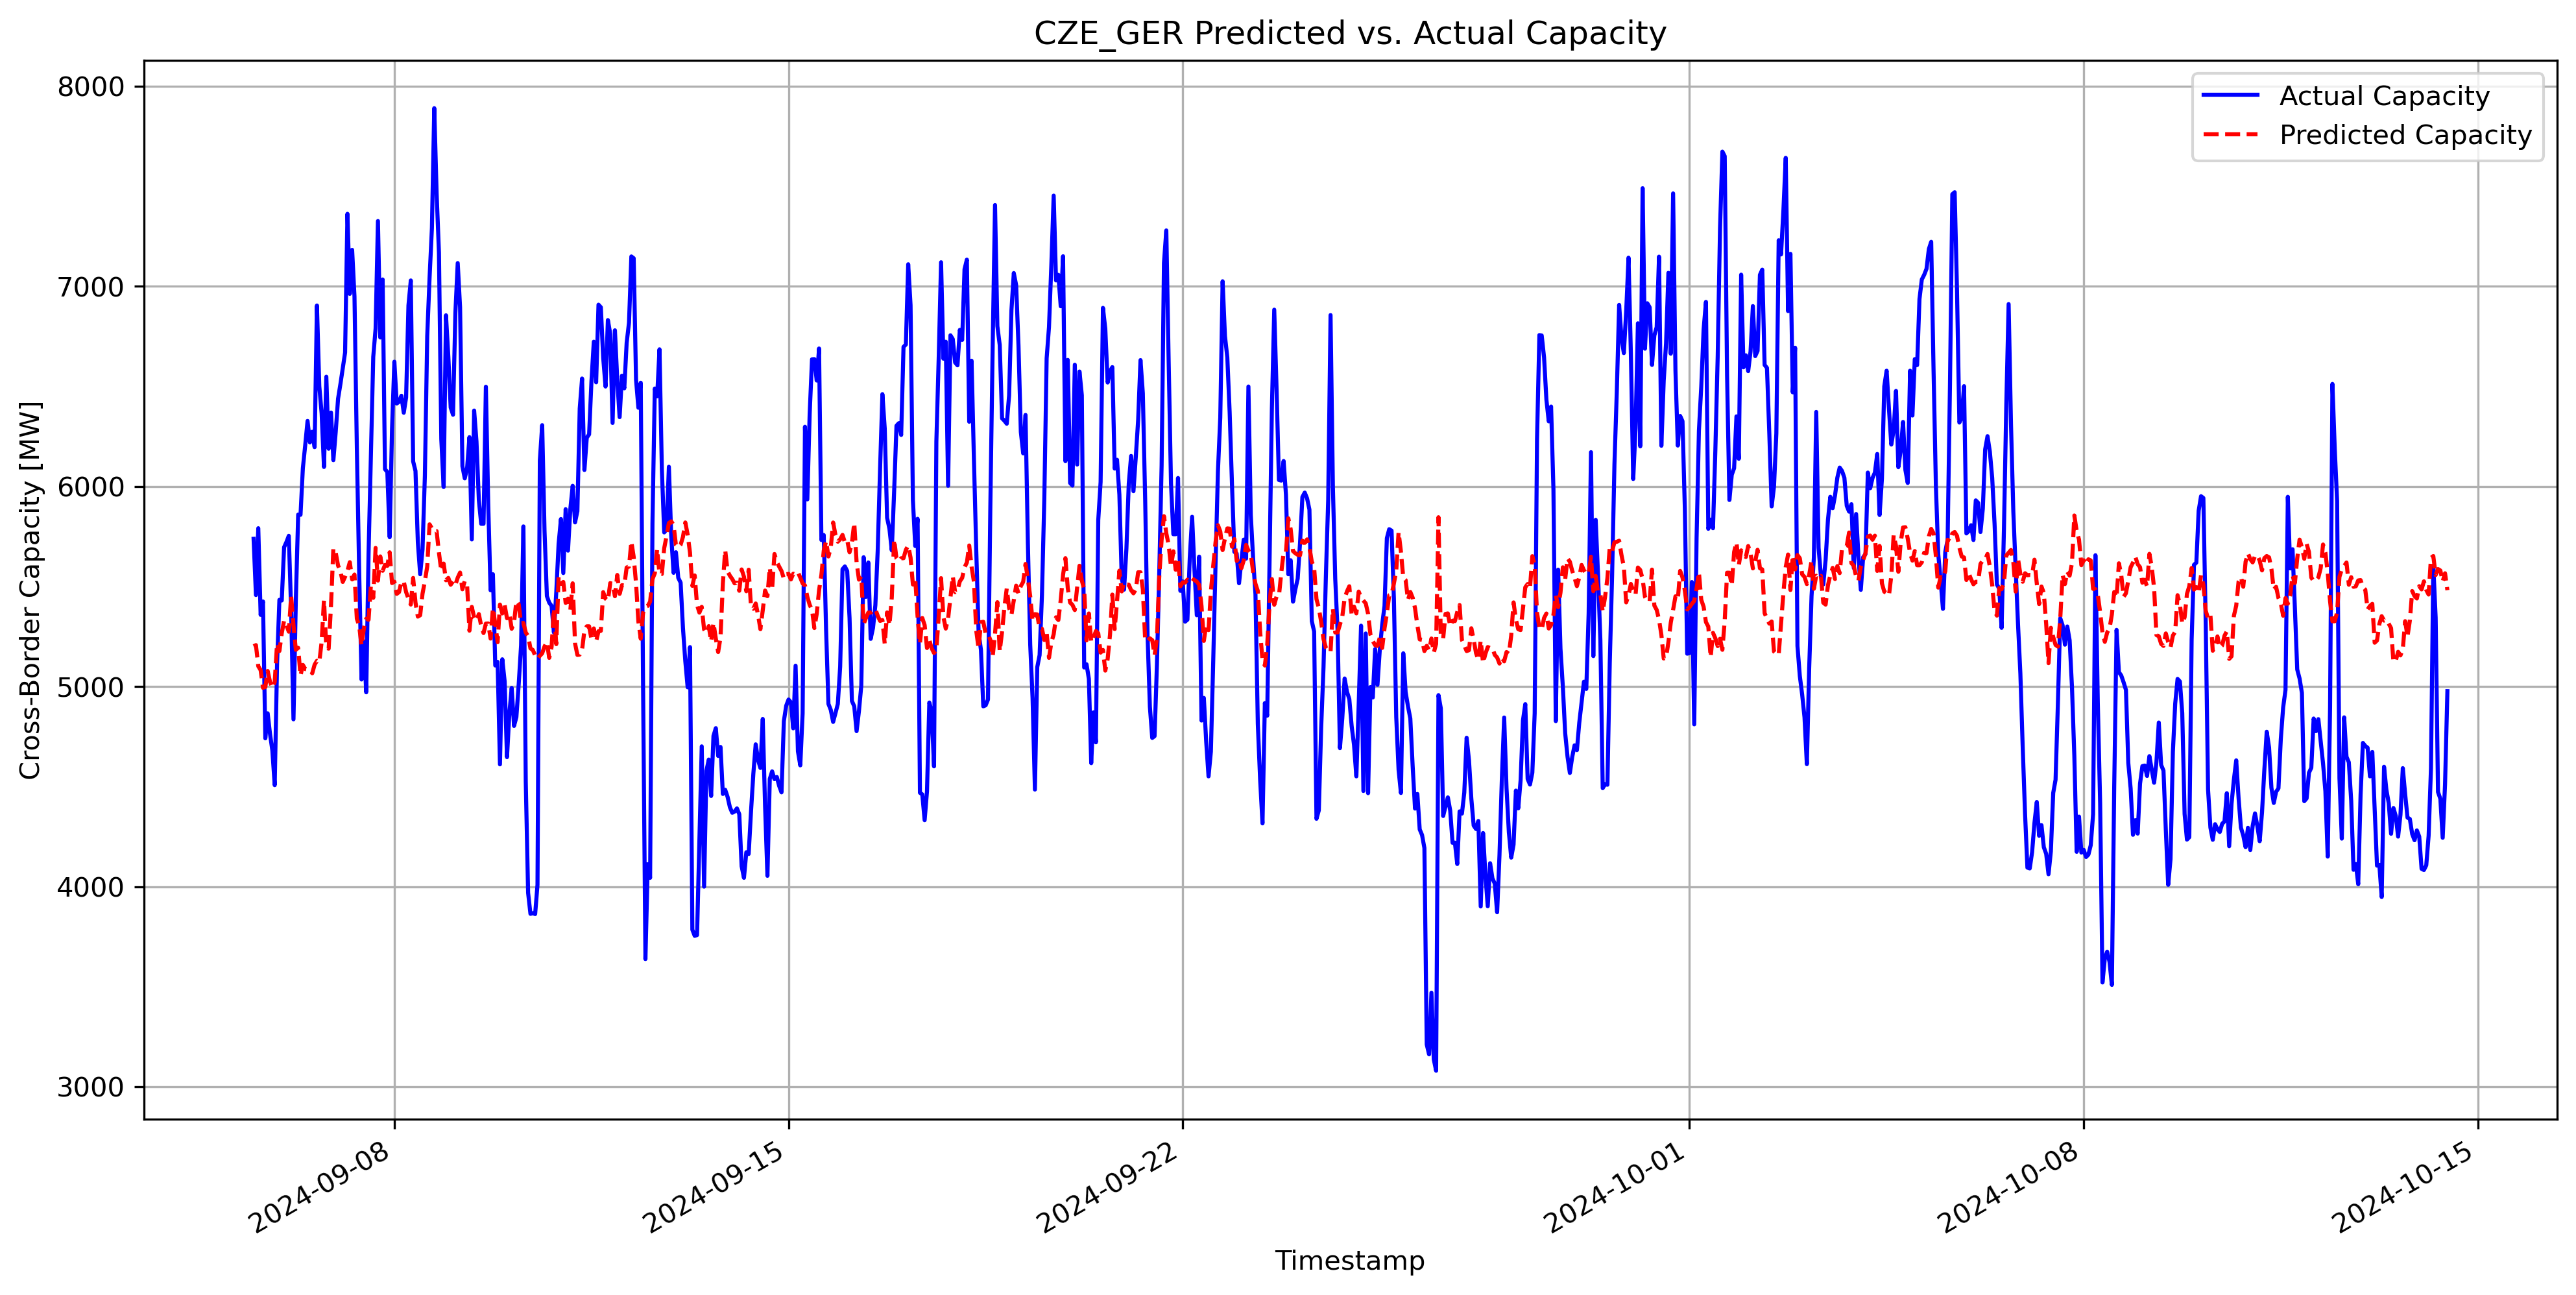 CZE_GER Predicted vs. Actual Capacity
Actual Capacity
Predicted Capacity
Cross-Border Capacity [MW]
8000
7000
6000
5000
4000
3000
2024-09-08
2024-09-15
2024-09-22
2024-10-01
2024-10-08
2024-10-15
Timestamp